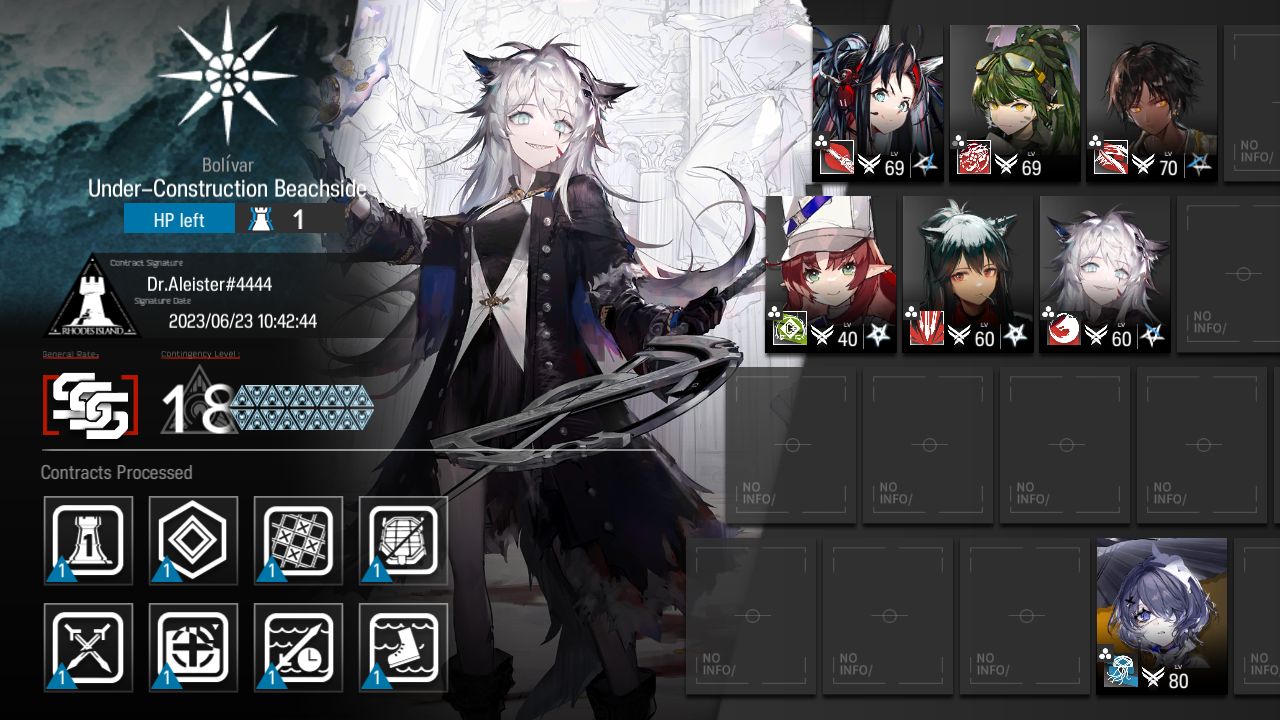 Bolívar
Under-Construction Beachside
HP left 1
Contract Signature
Dr.Aleister#4444
Signature Date
2023/06/23 10:42:44
RHODES ISLAND
General Rate:
Contingency Level :
18
Contracts Processed
1
1 1 1 1
1 1 1 1
LV 69
LV 69
LV 70
NO INFO/
LV 40
LV 60
LV 60
NO INFO/
NO INFO/
NO INFO/
NO INFO/
NO INFO/
NO INFO/
NO INFO/
NO INFO/
LV 80
NO INFO/